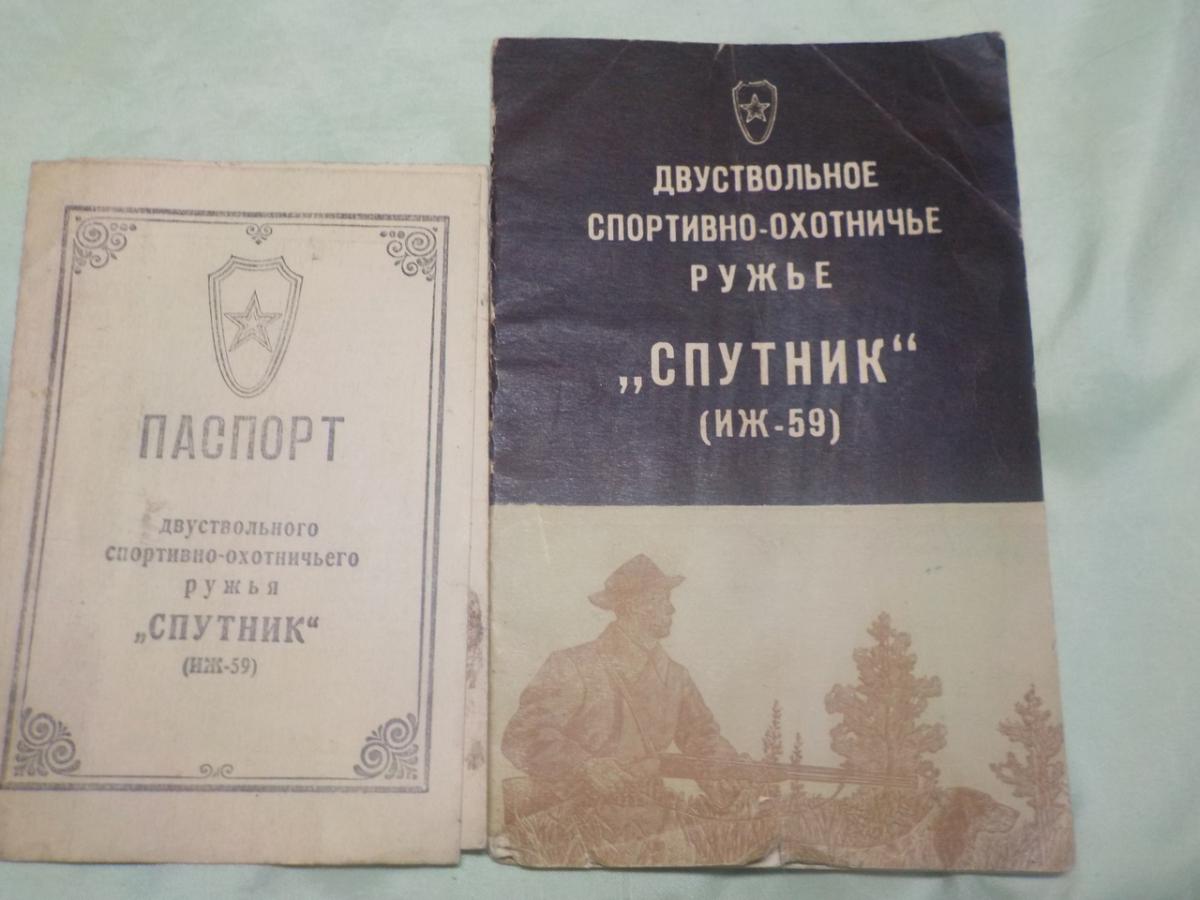 ПАСПОРТ
двуствольного
спортивно-охотничьего
ружья
„СПУТНИК“
(ИЖ-59)
ДВУСТВОЛЬНОЕ
СПОРТИВНО-ОХОТНИЧЬЕ
РУЖЬЕ
„СПУТНИК“
(ИЖ-59)